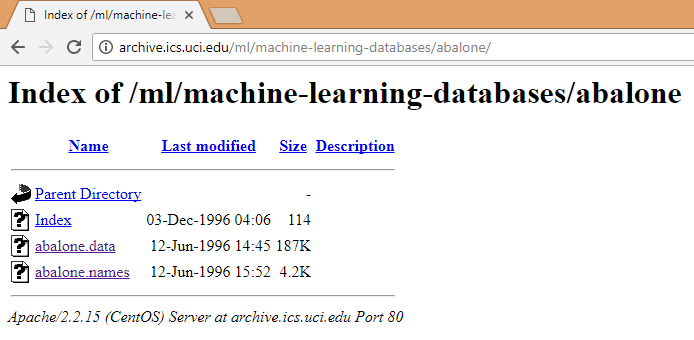 Index of /ml/machine-lea
archive.ics.uci.edu/ml/machine-learning-databases/abalone/
Index of /ml/machine-learning-databases/abalone
Name Last modified Size Description
Parent Directory -
Index 03-Dec-1996 04:06 114
abalone.data 12-Jun-1996 14:45 187K
abalone.names 12-Jun-1996 15:52 4.2K
Apache/2.2.15 (CentOS) Server at archive.ics.uci.edu Port 80